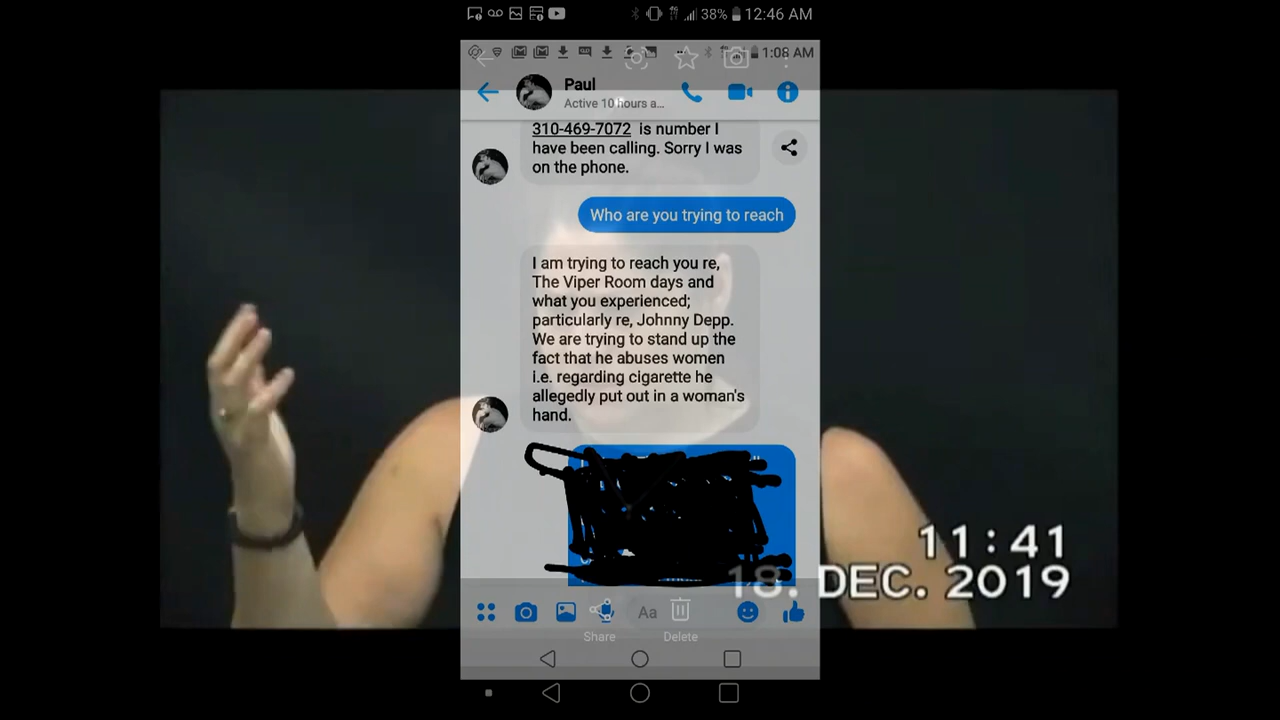 38% 12:46 AM
1:08 AM
Paul
Active 10 hours a...
310-469-7072 is number I
have been calling. Sorry I was
on the phone.
Who are you trying to reach
I am trying to reach you re,
The Viper Room days and
what you experienced;
particularly re, Johnny Depp.
We are trying to stand up the
fact that he abuses women
i.e. regarding cigarette he
allegedly put out in a woman's
hand.
11:41
18. DEC. 2019
Aa
Share Delete